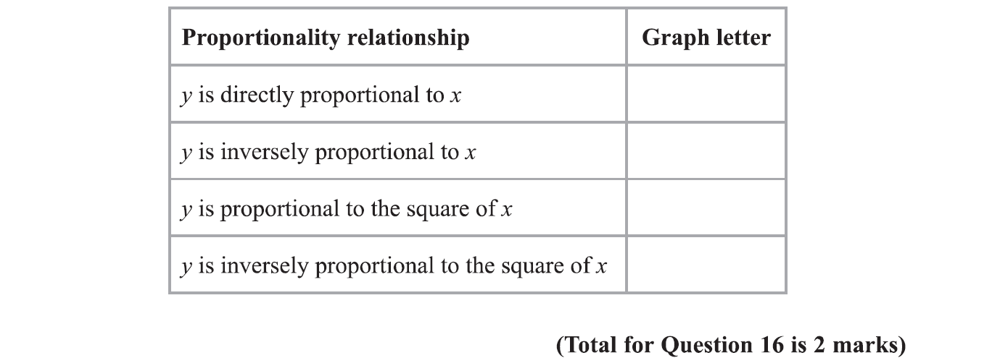 Proportionality relationship Graph letter
y is directly proportional to x
y is inversely proportional to x
y is proportional to the square of x
y is inversely proportional to the square of x
(Total for Question 16 is 2 marks)